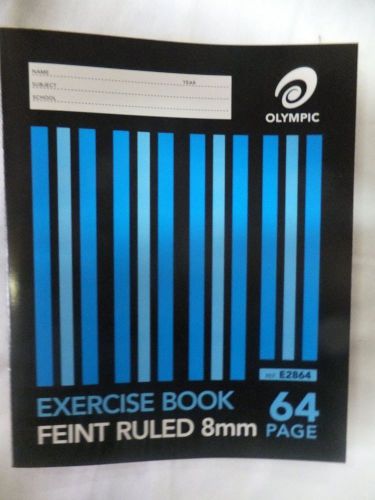 NAME
SUBJECT YEAR
SCHOOL
OLYMPIC
REF: E2864
EXERCISE BOOK
FEINT RULED 8mm
64
PAGE